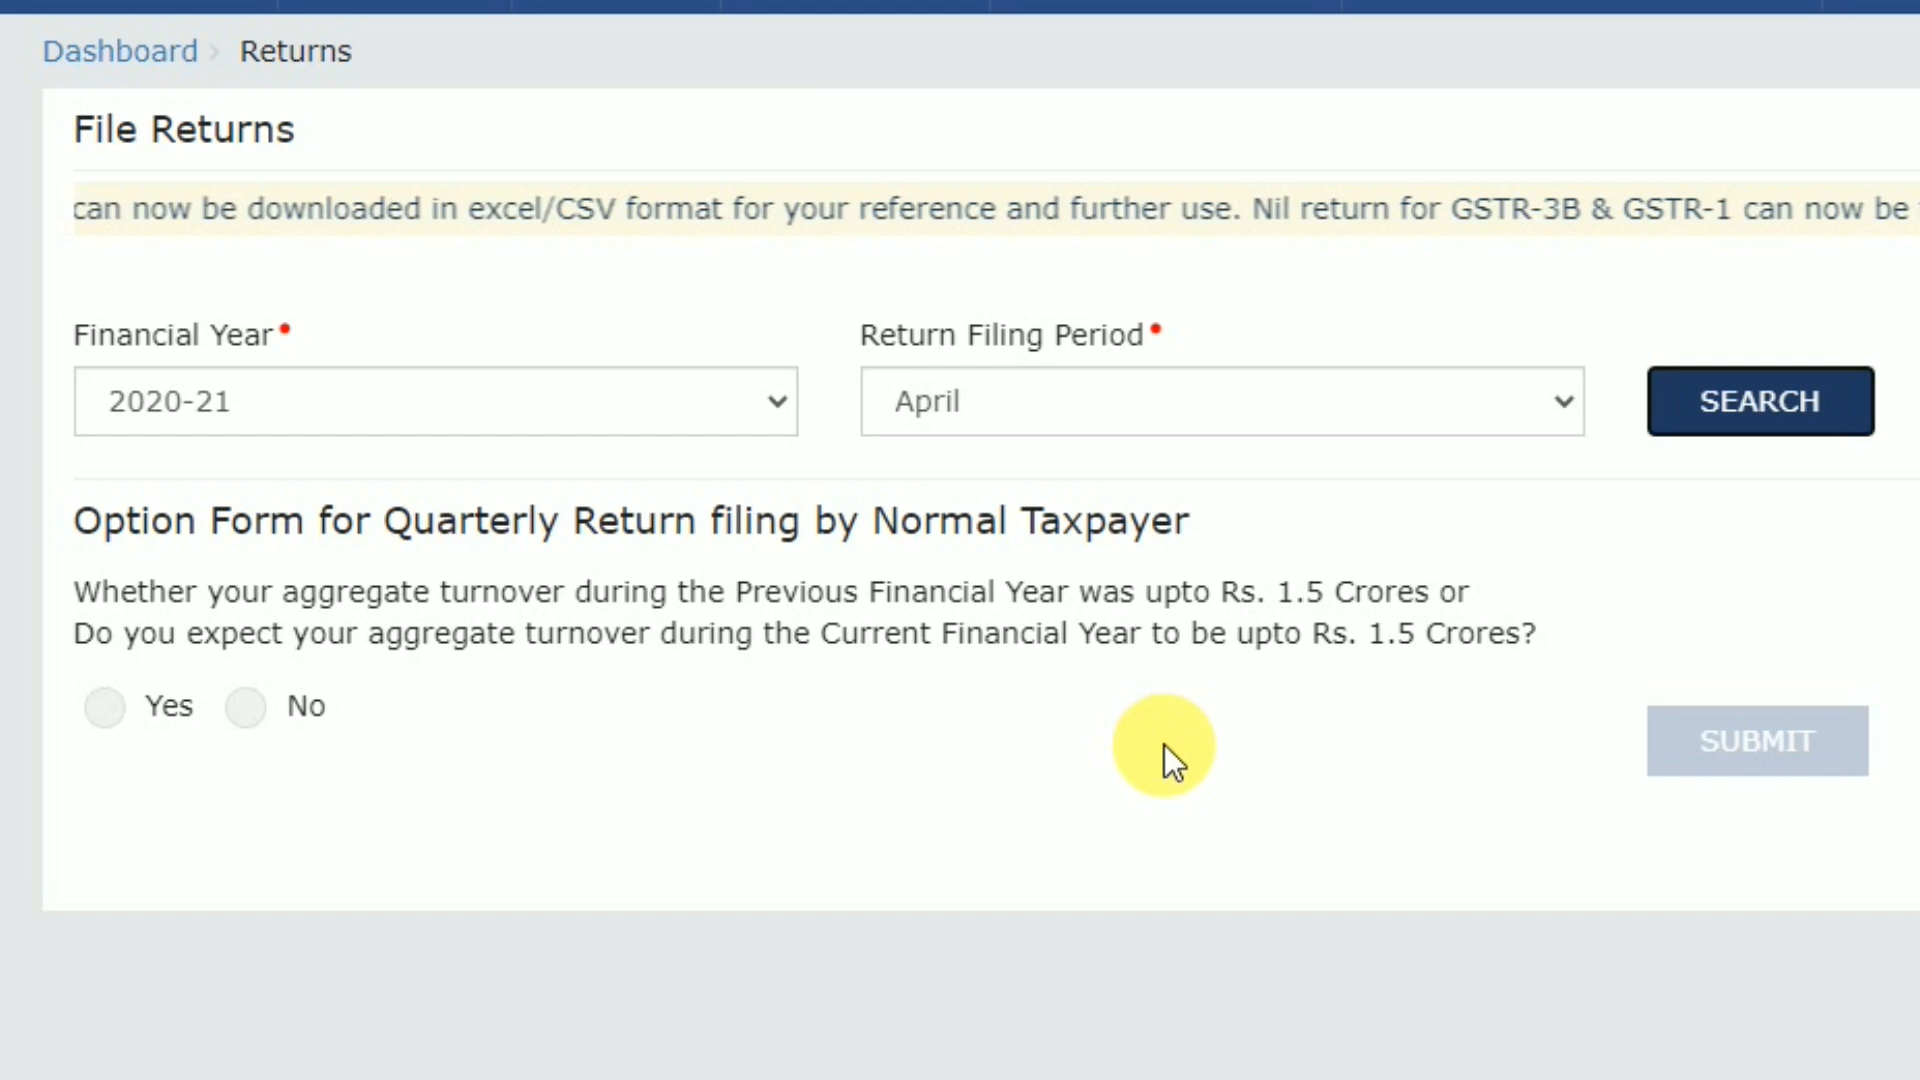 Dashboard > Returns
File Returns
can now be downloaded in excel/CSV format for your reference and further use. Nil return for GSTR-3B & GSTR-1 can now be
Financial Year• Return Filing Period•
2020-21 April SEARCH
Option Form for Quarterly Return filing by Normal Taxpayer
Whether your aggregate turnover during the Previous Financial Year was upto Rs. 1.5 Crores or
Do you expect your aggregate turnover during the Current Financial Year to be upto Rs. 1.5 Crores?
Yes No
SUBMIT